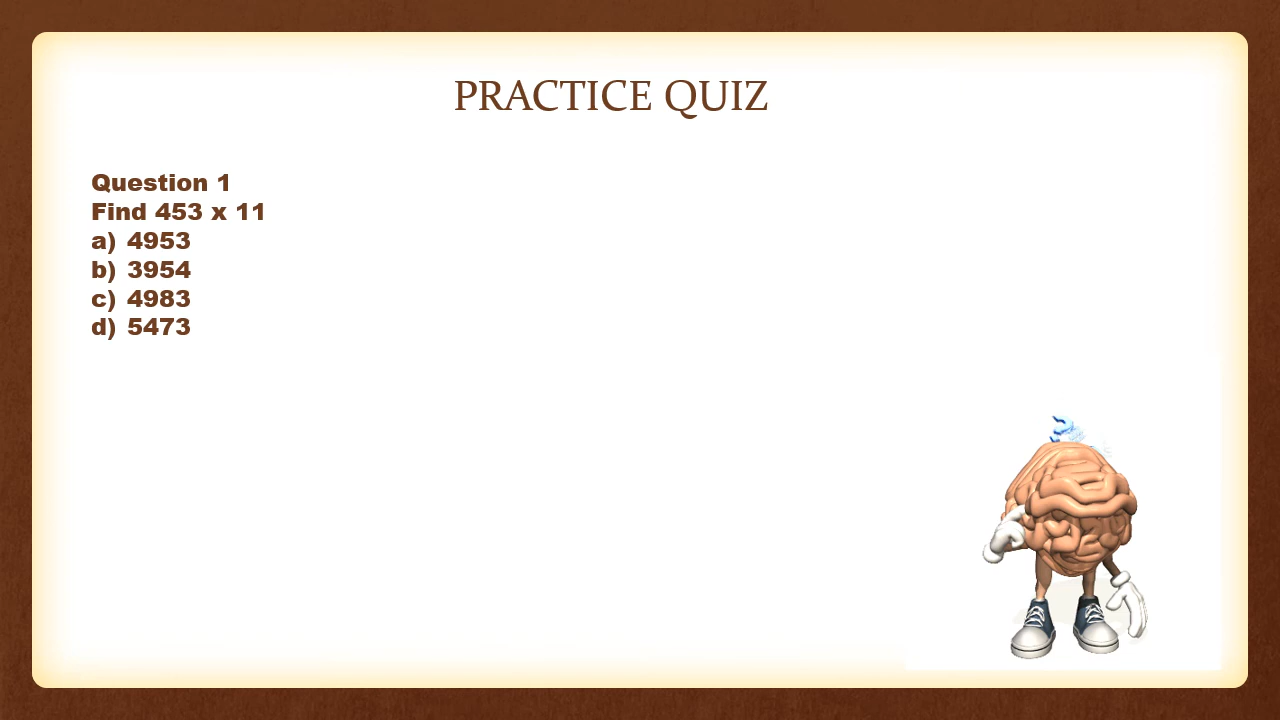 PRACTICE QUIZ
Question 1
Find 453 x 11
a) 4953
b) 3954
c) 4983
d) 5473